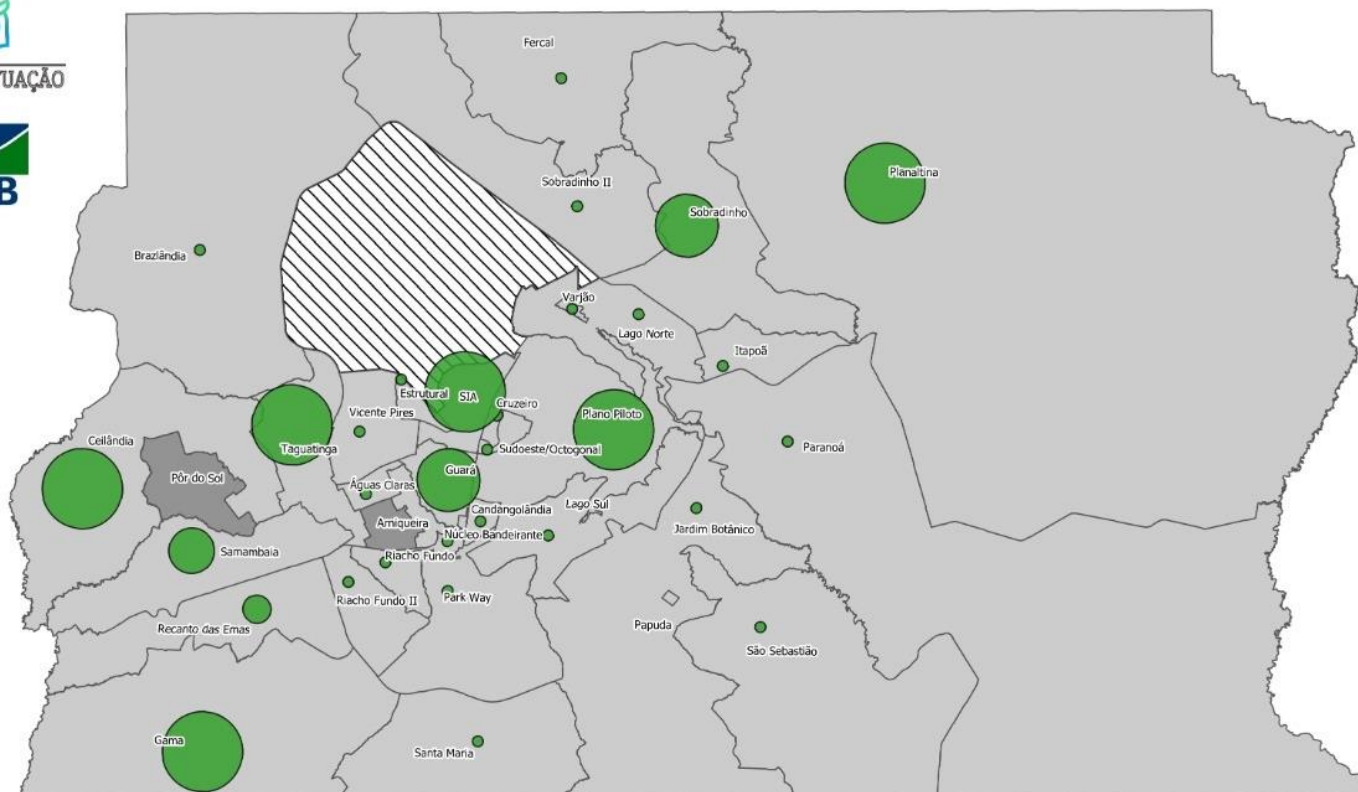 Fercal
Planaltina
Sobradinho II
Sobradinho
Brazlândia
Varjão
Lago Norte
Itapoã
Estrutural
SIA
Cruzeiro
Vicente Pires
Plano Piloto
Ceilândia
Taguatinga
Sudoeste/Octogonal
Paranoá
Pôr do Sol
Guará
Águas Claras
Lago Sul
Candangolândia
Arniqueira
Jardim Botânico
Núcleo Bandeirante
Samambaia
Riacho Fundo
Riacho Fundo II
Park Way
Recanto das Emas
Papuda
São Sebastião
Gama
Santa Maria